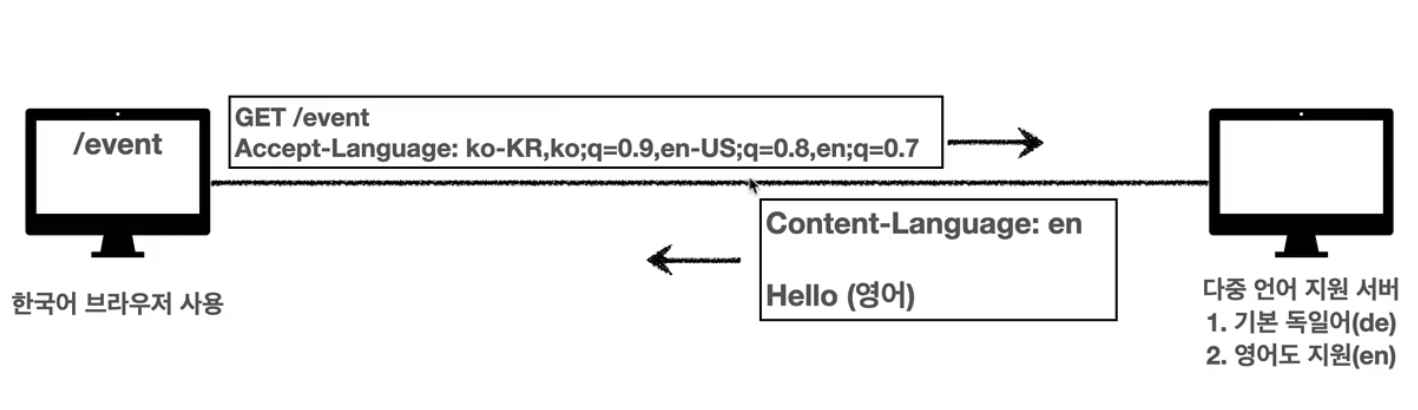 /event
GET /event
Accept-Language: ko-KR,ko;q=0.9,en-US;q=0.8,en;q=0.7
Content-Language: en
Hello (영어)
한국어 브라우저 사용
다중 언어 지원 서버
1. 기본 독일어(de)
2. 영어도 지원(en)